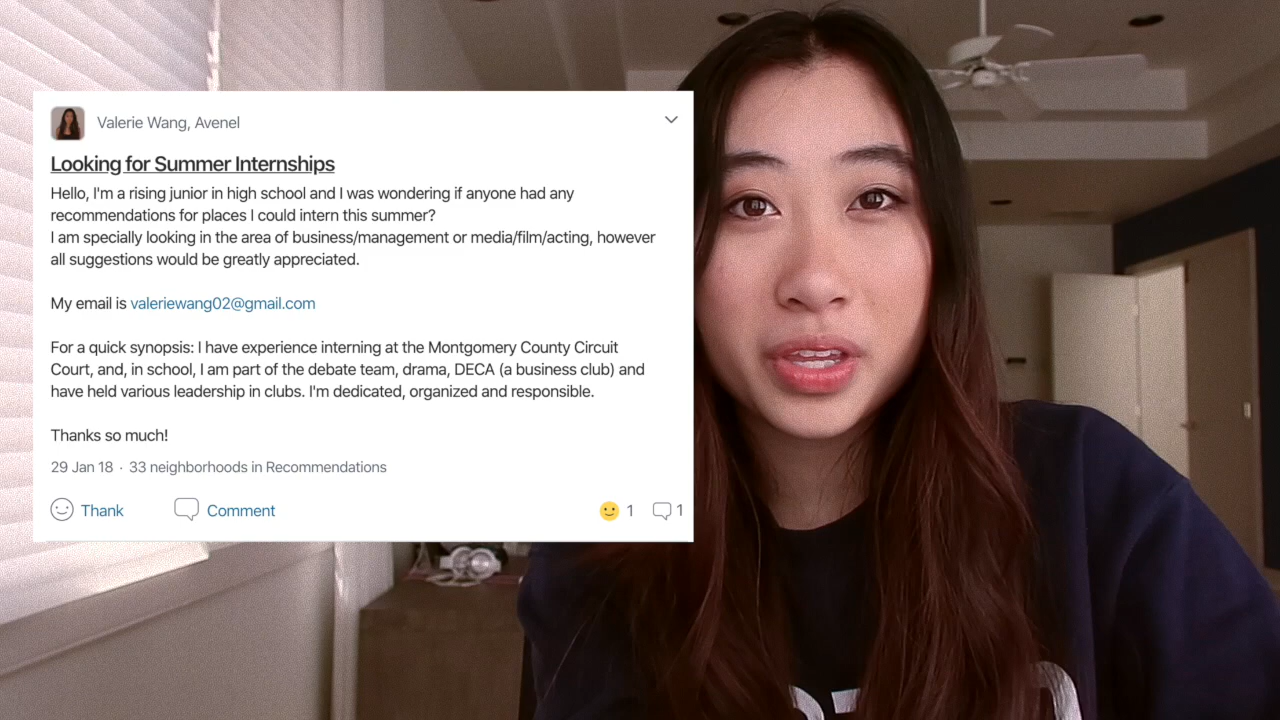 Valerie Wang, Avenel
Looking for Summer Internships
Hello, I'm a rising junior in high school and I was wondering if anyone had any
recommendations for places I could intern this summer?
I am specially looking in the area of business/management or media/film/acting, however
all suggestions would be greatly appreciated.
My email is valeriewang02@gmail.com
For a quick synopsis: I have experience interning at the Montgomery County Circuit
Court, and, in school, I am part of the debate team, drama, DECA (a business club) and
have held various leadership in clubs. I'm dedicated, organized and responsible.
Thanks so much!
29 Jan 18 · 33 neighborhoods in Recommendations
Thank Comment 1 1